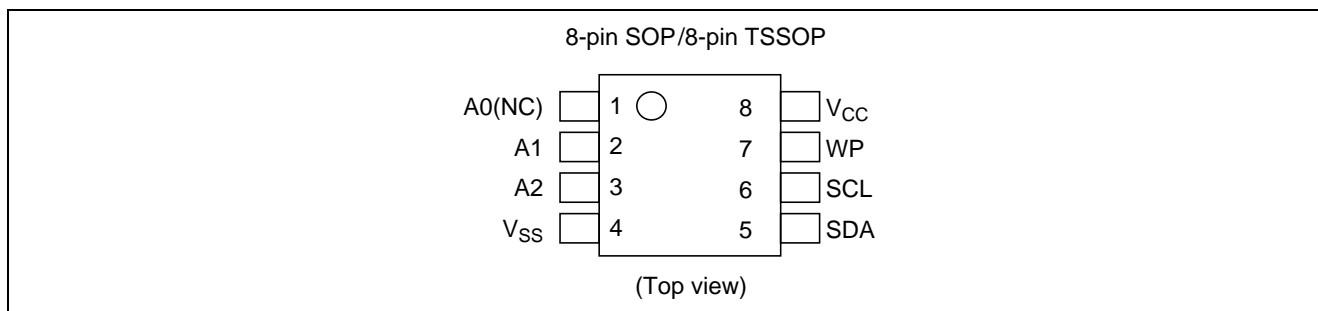 8-pin SOP/8-pin TSSOP
A0(NC) 1 8 VCC
A1 2 7 WP
A2 3 6 SCL
VSS 4 5 SDA
(Top view)